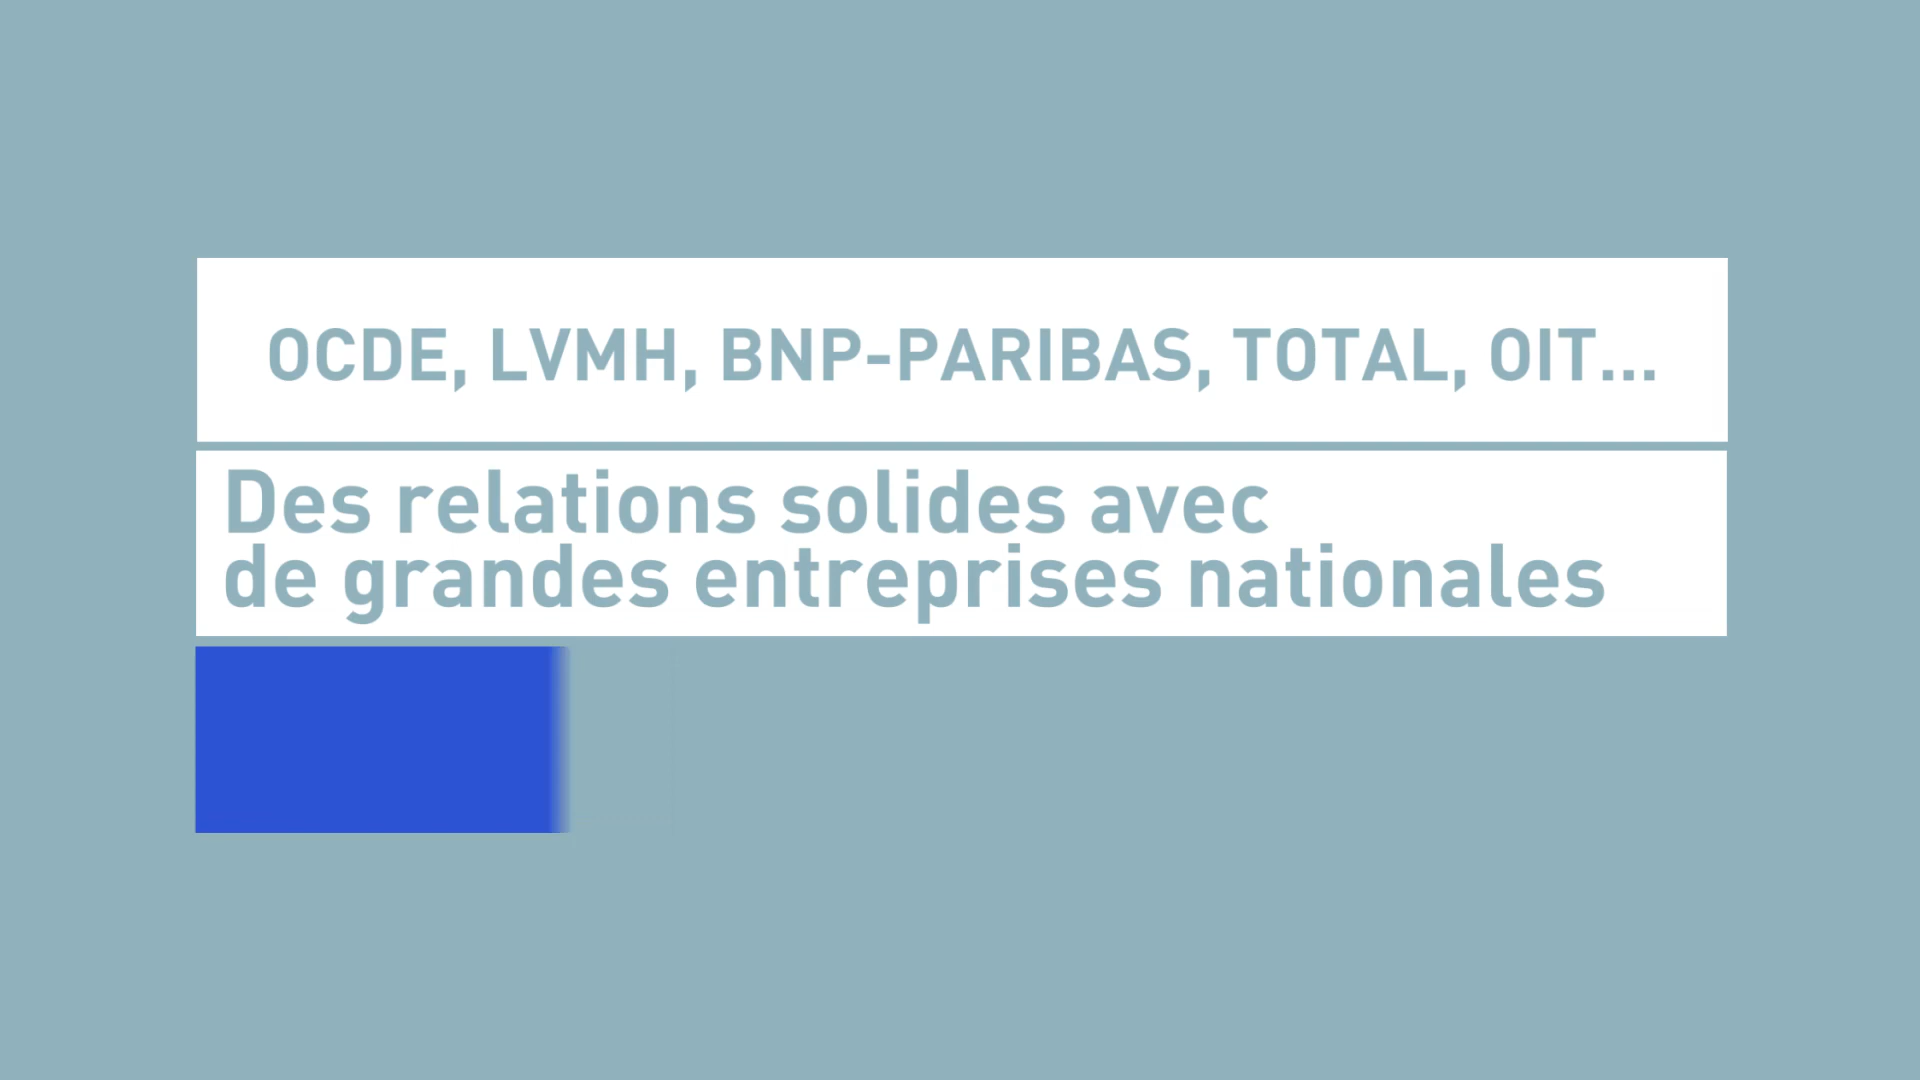 OCDE, LVMH, BNP-PARIBAS, TOTAL, OIT...
Des relations solides avec
de grandes entreprises nationales